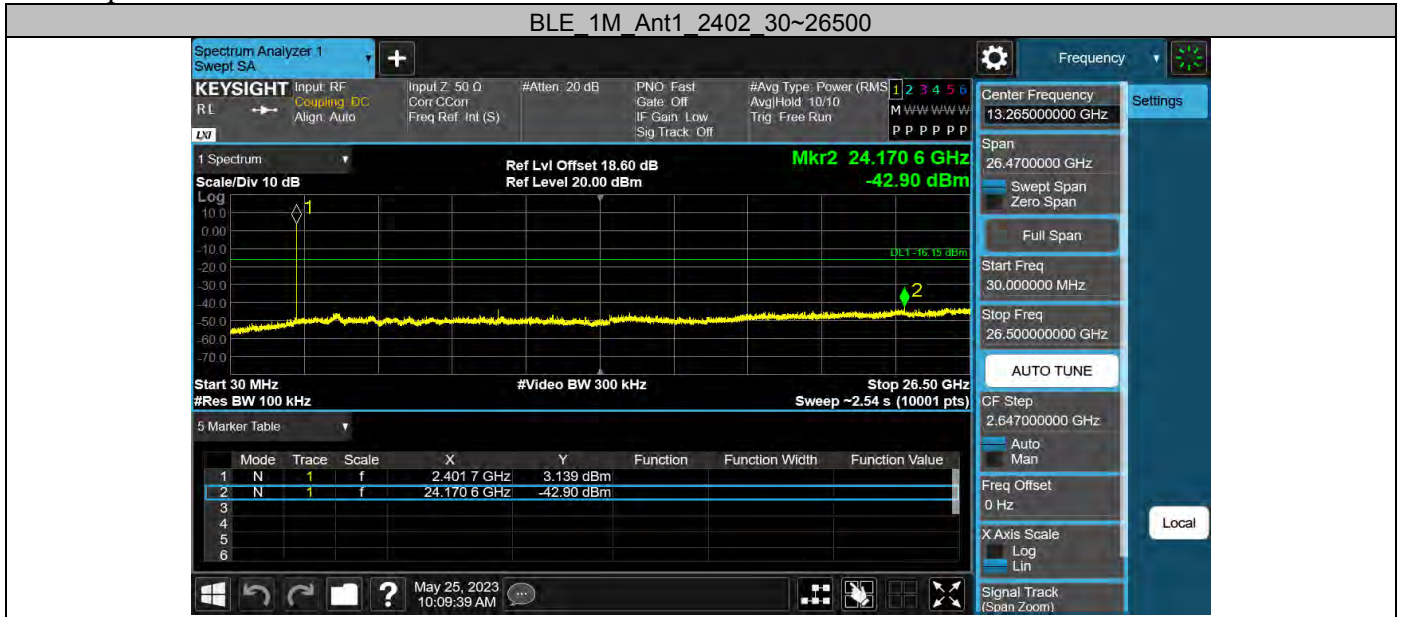 BLE_1M_Ant1_2402_30~26500
Spectrum Analyzer 1
Swept SA
+
Frequency
KEYSIGHT
RL
LXI
Input: RF
Coupling: DC
Align: Auto
Input Z: 50 Ω
Corr CCorr
Freq Ref: Int (S)
#Atten: 20 dB
PNO: Fast
Gate: Off
IF Gain: Low
Sig Track: Off
#Avg Type: Power (RMS
Avg|Hold: 10/10
Trig: Free Run
1 2 3 4 5 6
M W W W W W
P P P P P P
Center Frequency
13.265000000 GHz
Settings
1 Spectrum
Scale/Div 10 dB
Ref Lvl Offset 18.60 dB
Ref Level 20.00 dBm
Mkr2 24.170 6 GHz
-42.90 dBm
Span
26.4700000 GHz
Swept Span
Zero Span
Full Span
Log
10.0
0.00
-10.0
-20.0
-30.0
-40.0
-50.0
-60.0
-70.0
1
DL1 -16.15 dBm
2
Start Freq
30.000000 MHz
Stop Freq
26.500000000 GHz
AUTO TUNE
Start 30 MHz
#Res BW 100 kHz
#Video BW 300 kHz
Stop 26.50 GHz
Sweep ~2.54 s (10001 pts)
CF Step
2.647000000 GHz
Auto
Man
5 Marker Table
Mode Trace Scale X Y Function Function Width Function Value
1 N 1 f 2.401 7 GHz 3.139 dBm
2 N 1 f 24.170 6 GHz -42.90 dBm
3
4
5
6
Freq Offset
0 Hz
X Axis Scale
Log
Lin
Local
Signal Track
(Span Zoom)
?
May 25, 2023
10:09:39 AM